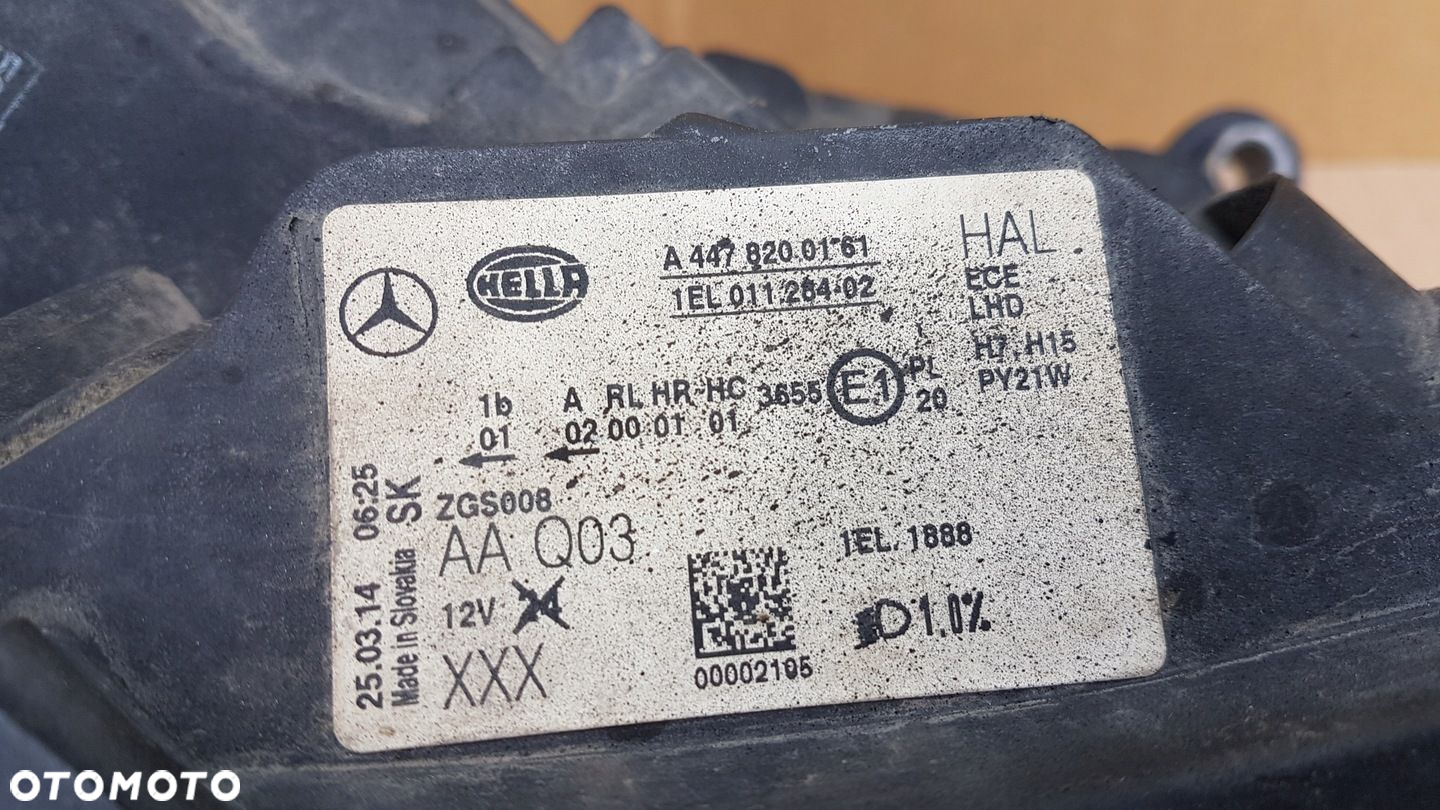 HELLA
A 447 820 01 61
1EL 011 264-02
HAL
ECE
LHD
H7, H15
PY21W
1b A RL HR-HC 3655 E1 PL
01 02 00 01 01 20
25.03.14 06:25
Made in Slovakia SK
ZGS008
AA Q03
12V
XXX
00002105
1EL. 1888
1.0%
OTOMOTO